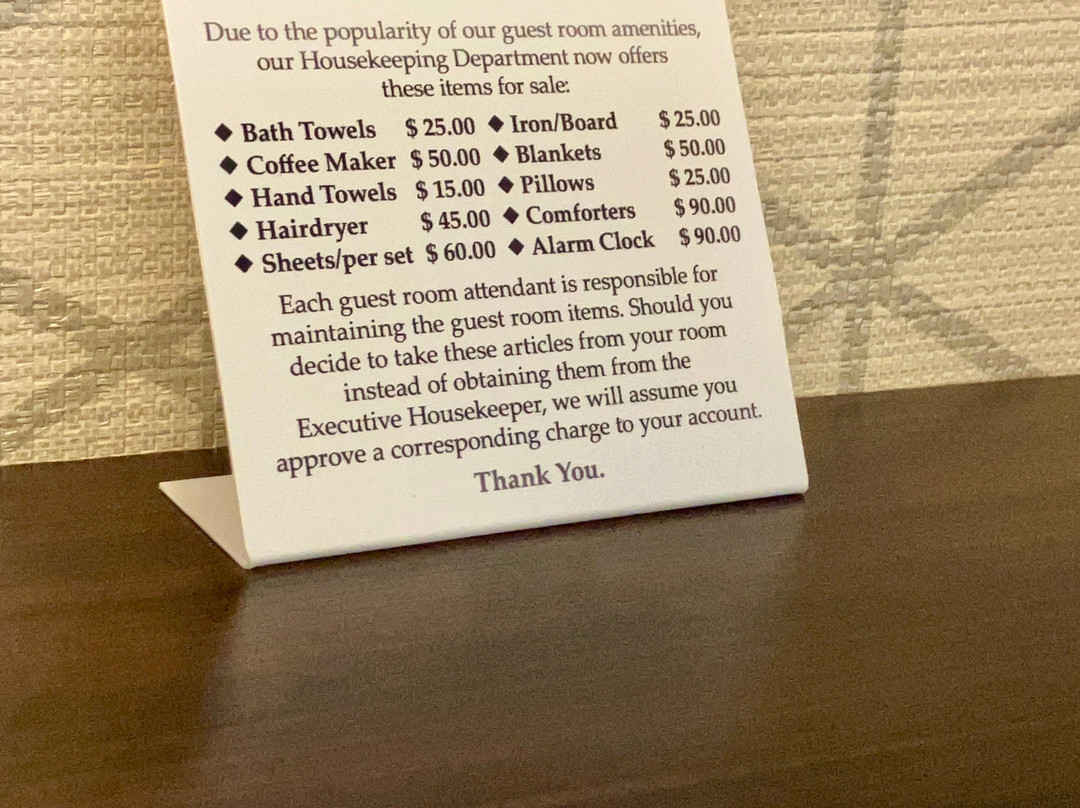 Due to the popularity of our guest room amenities,
our Housekeeping Department now offers
these items for sale:
◆ Bath Towels $ 25.00 ◆ Iron/Board $ 25.00
◆ Coffee Maker $ 50.00 ◆ Blankets $ 50.00
◆ Hand Towels $ 15.00 ◆ Pillows $ 25.00
◆ Hairdryer $ 45.00 ◆ Comforters $ 90.00
◆ Sheets/per set $ 60.00 ◆ Alarm Clock $ 90.00
Each guest room attendant is responsible for
maintaining the guest room items. Should you
decide to take these articles from your room
instead of obtaining them from the
Executive Housekeeper, we will assume you
approve a corresponding charge to your account.
Thank You.